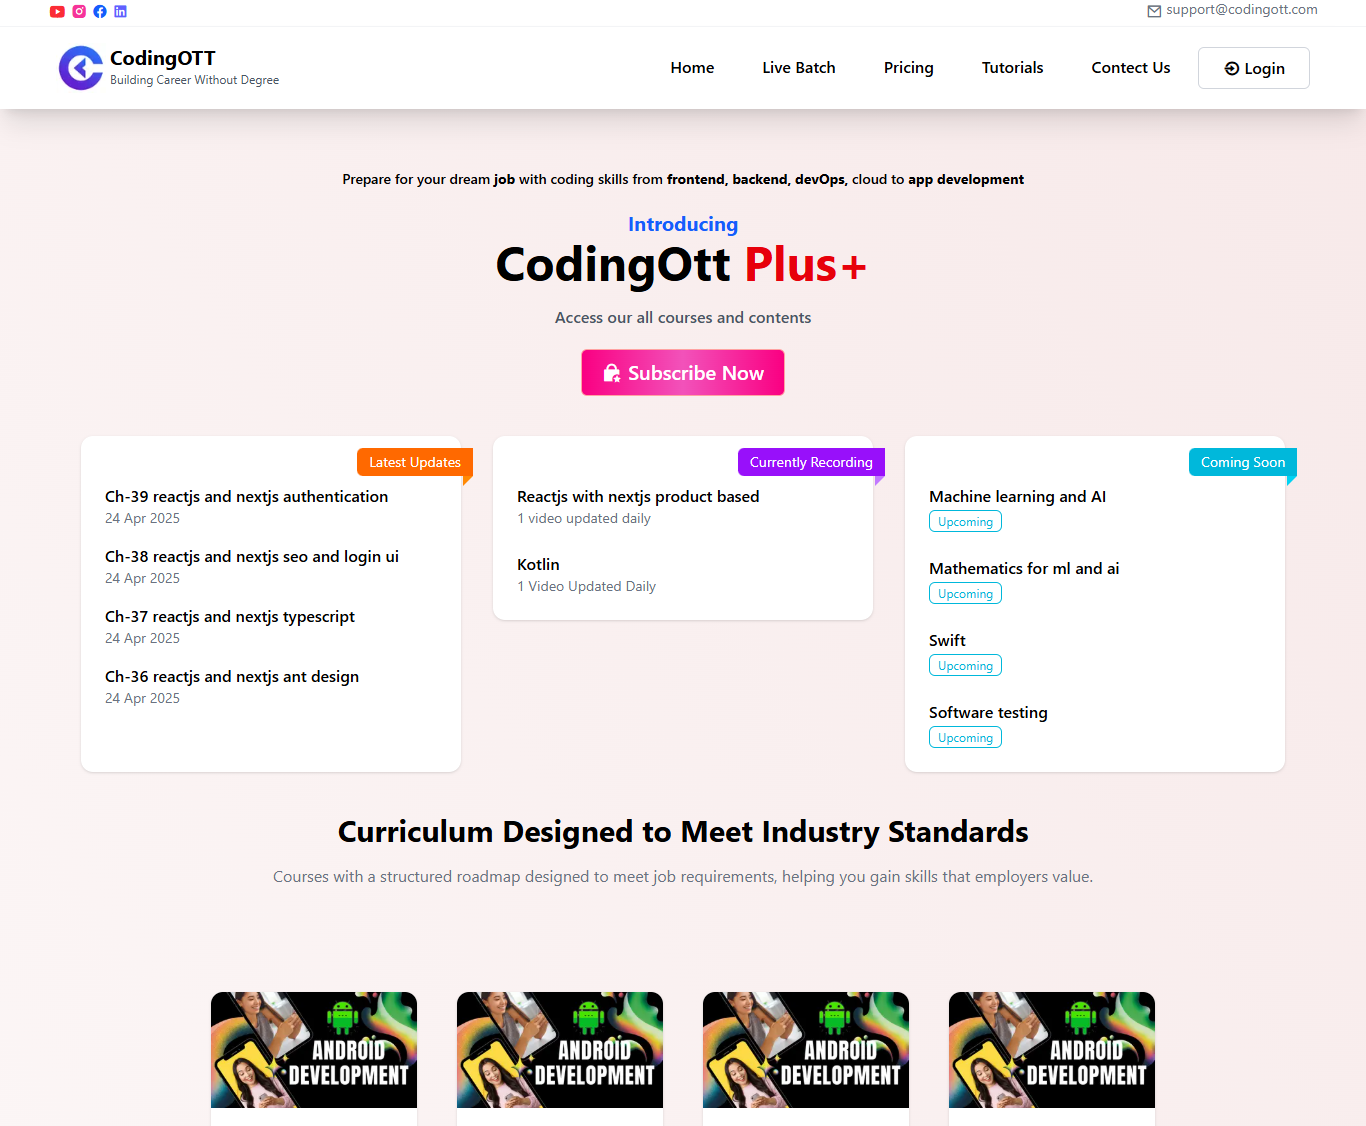 support@codingott.com
CodingOTT
Building Career Without Degree
Home
Live Batch
Pricing
Tutorials
Contect Us
Login
Prepare for your dream job with coding skills from frontend, backend, devOps, cloud to app development
Introducing
CodingOtt Plus+
Access our all courses and contents
Subscribe Now
Latest Updates
Ch-39 reactjs and nextjs authentication
24 Apr 2025
Ch-38 reactjs and nextjs seo and login ui
24 Apr 2025
Ch-37 reactjs and nextjs typescript
24 Apr 2025
Ch-36 reactjs and nextjs ant design
24 Apr 2025
Currently Recording
Reactjs with nextjs product based
1 video updated daily
Kotlin
1 Video Updated Daily
Coming Soon
Machine learning and AI
Upcoming
Mathematics for ml and ai
Upcoming
Swift
Upcoming
Software testing
Upcoming
Curriculum Designed to Meet Industry Standards
Courses with a structured roadmap designed to meet job requirements, helping you gain skills that employers value.
ANDROID
DEVELOPMENT
ANDROID
DEVELOPMENT
ANDROID
DEVELOPMENT
ANDROID
DEVELOPMENT